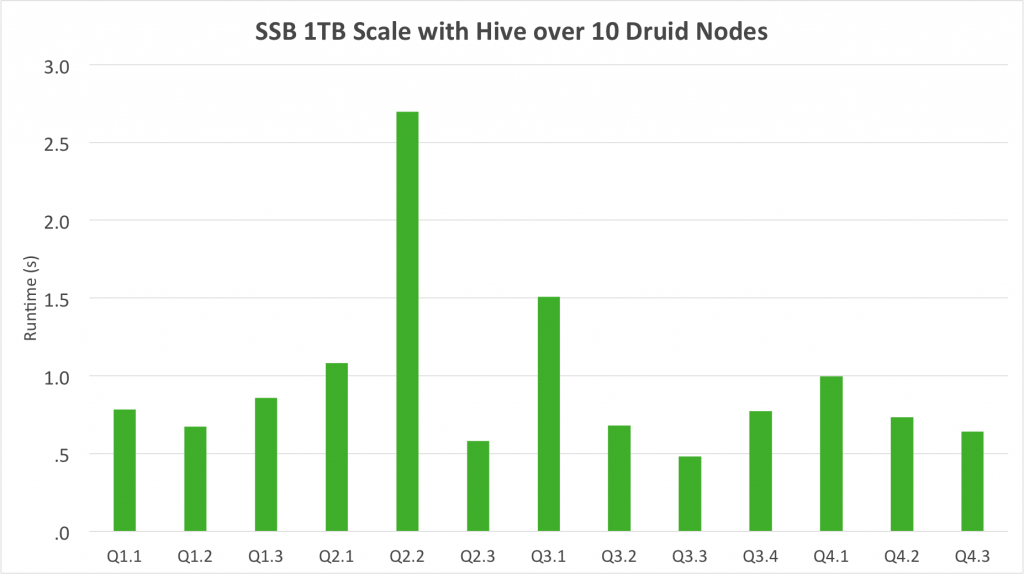 SSB 1TB Scale with Hive over 10 Druid Nodes
3.0
2.5
2.0
1.5
1.0
.5
.0
Runtime (s)
Q1.1 Q1.2 Q1.3 Q2.1 Q2.2 Q2.3 Q3.1 Q3.2 Q3.3 Q3.4 Q4.1 Q4.2 Q4.3